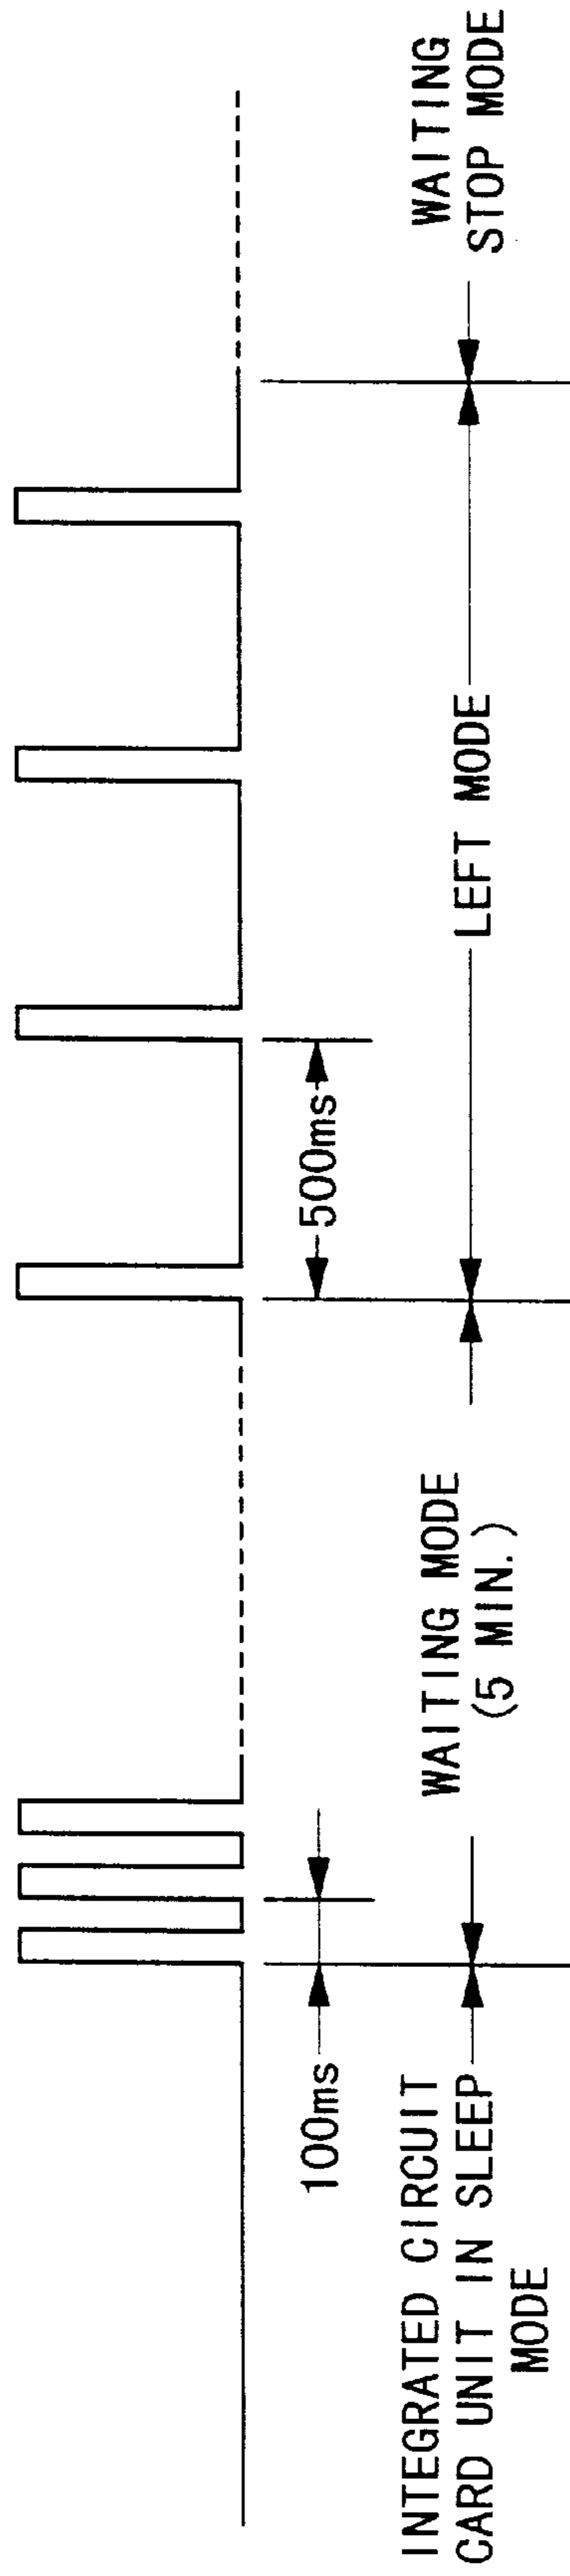 100ms
500ms
INTEGRATED CIRCUIT
CARD UNIT IN SLEEP
MODE
WAITING MODE
(5 MIN.)
LEFT MODE
WAITING
STOP MODE